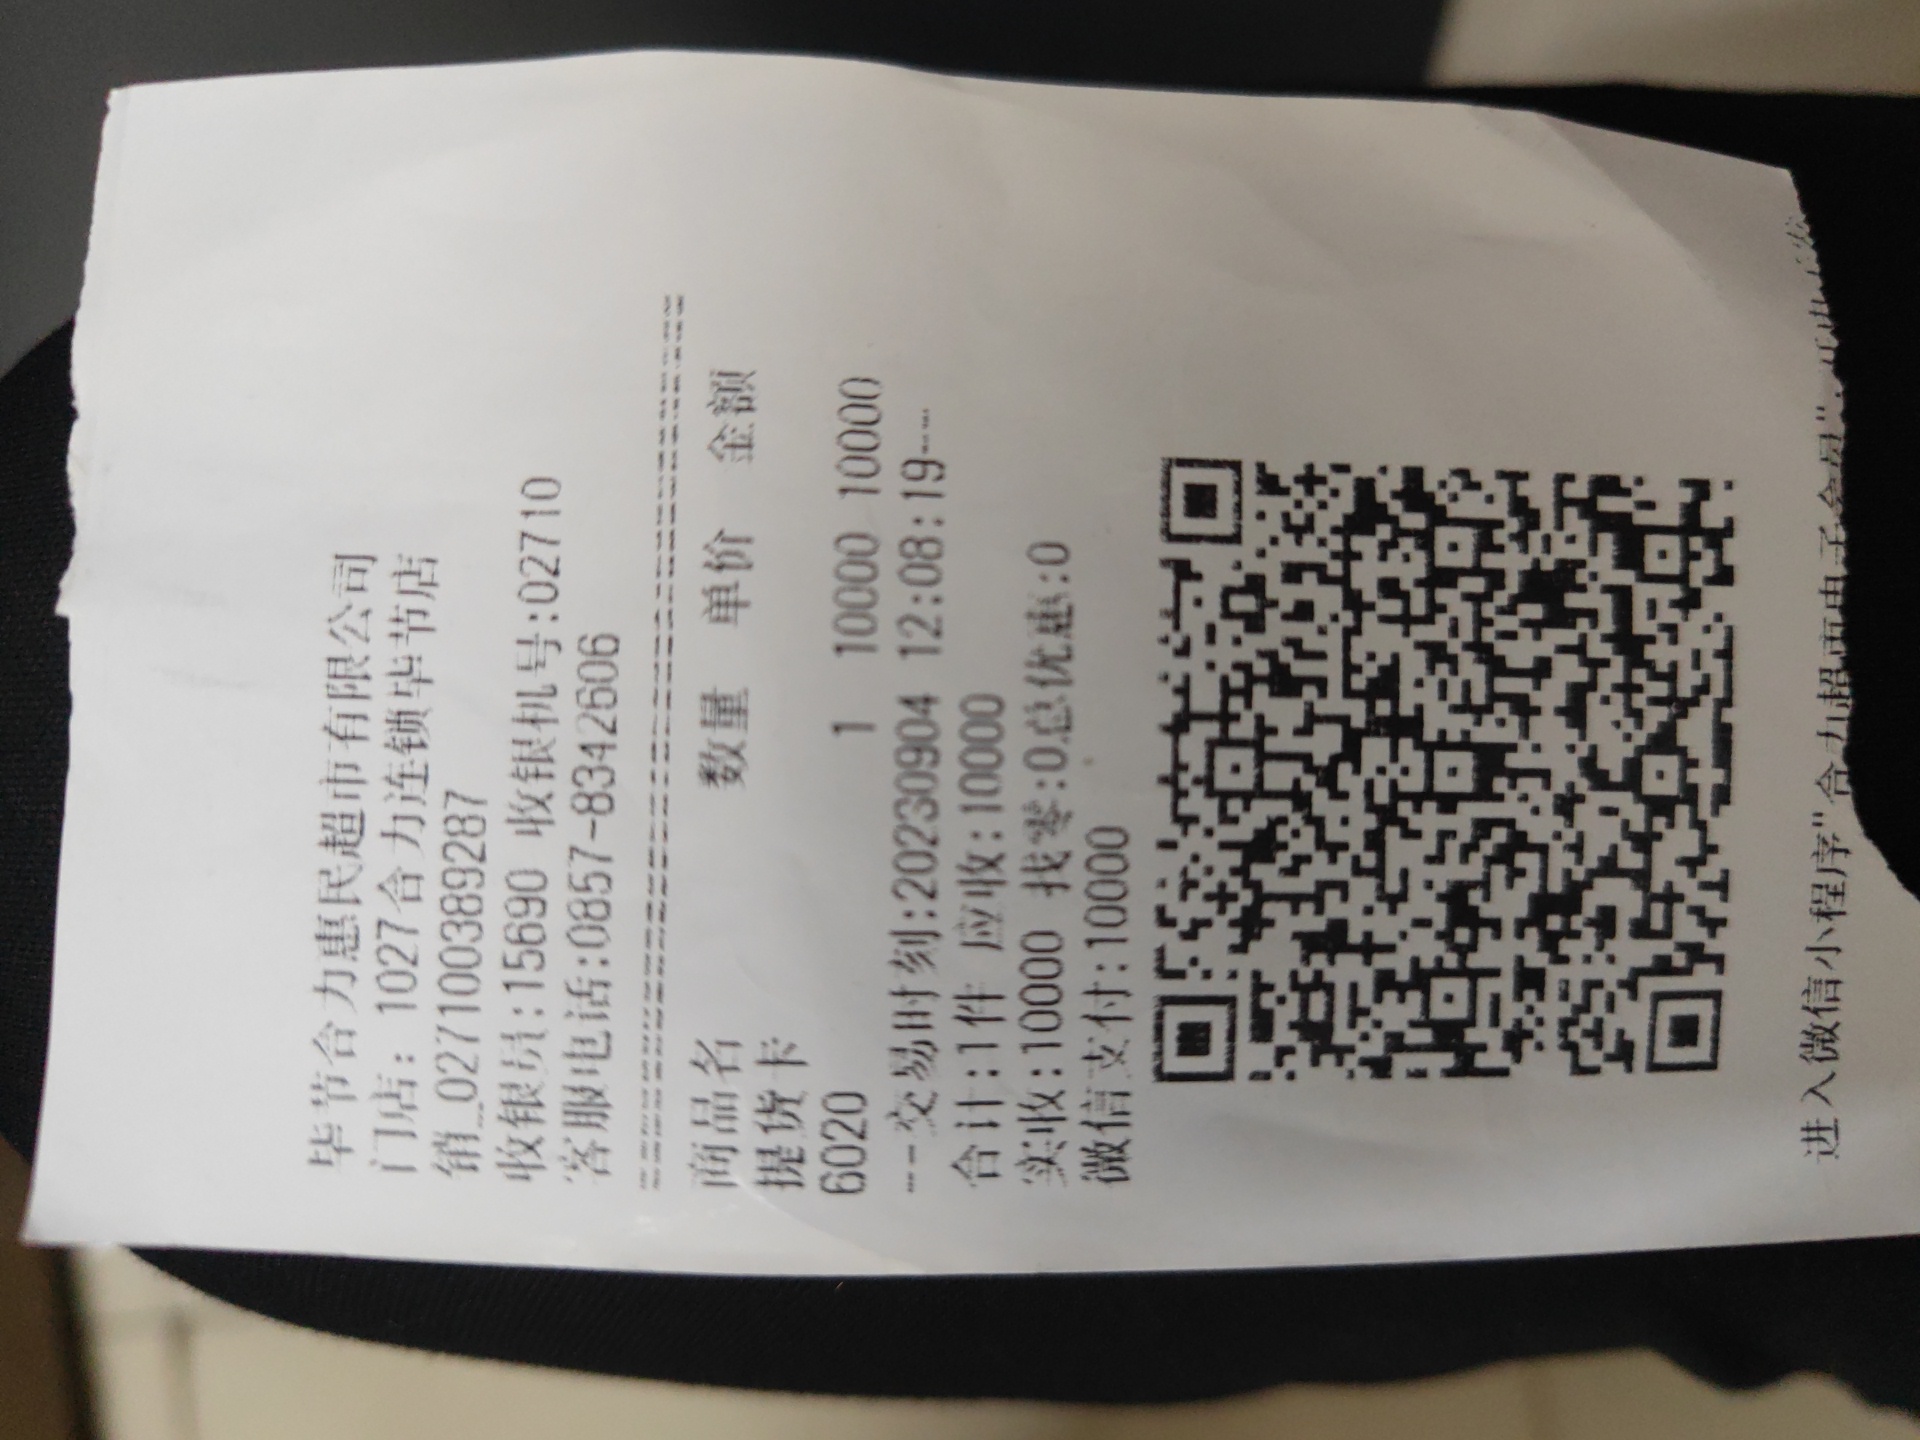 毕节合力惠民超市有限公司
门店: 1027合力连锁毕节店
销_02710038928​7
收银员:15690 收银机号:02710
客服电话:0857-8342606
商品名 数量 单价 金额
提货卡
6020 1 10000 10000
---交易时刻:20230904 12:08:19---
合计:1件 应收:10000
实收:10000 找零:0总优惠:0
微信支付:10000
进入微信小程序"合力超市电子会员"